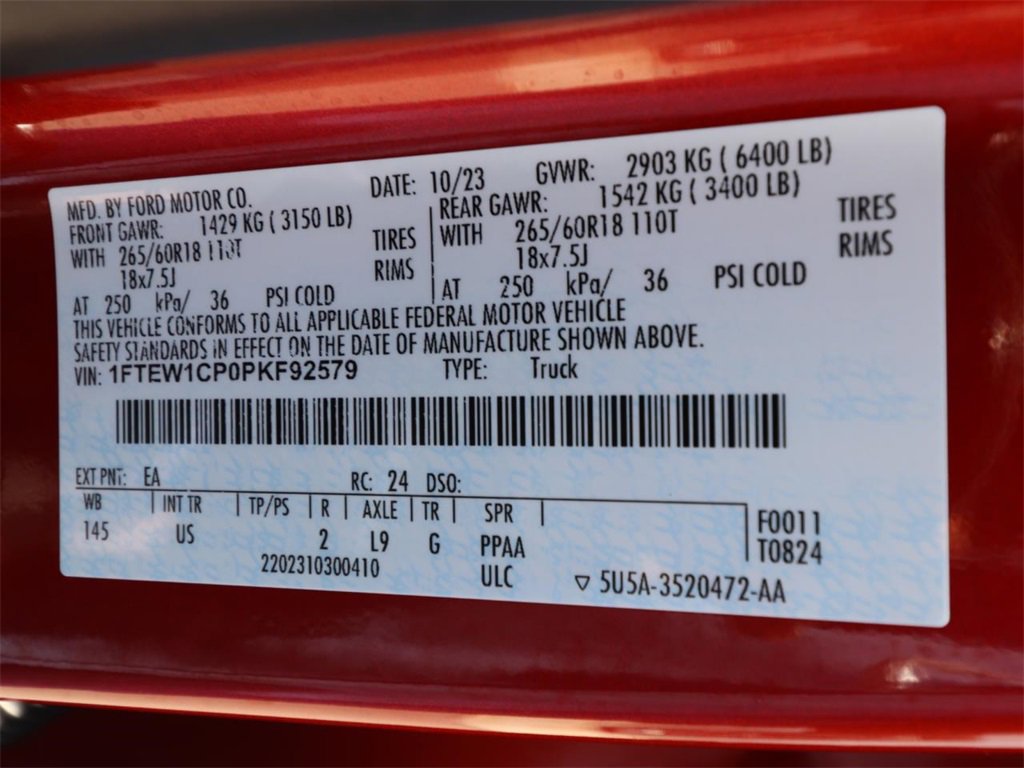 MFD. BY FORD MOTOR CO. DATE: 10/23 GVWR: 2903 KG ( 6400 LB)
FRONT GAWR: 1429 KG ( 3150 LB) REAR GAWR: 1542 KG ( 3400 LB)
WITH 265/60R18 110T TIRES WITH 265/60R18 110T TIRES
18x7.5J RIMS 18x7.5J RIMS
AT 250 kPa/ 36 PSI COLD AT 250 kPa/ 36 PSI COLD
THIS VEHICLE CONFORMS TO ALL APPLICABLE FEDERAL MOTOR VEHICLE
SAFETY STANDARDS IN EFFECT ON THE DATE OF MANUFACTURE SHOWN ABOVE.
VIN: 1FTEW1CP0PKF92579 TYPE: Truck
EXT PNT: EA RC: 24 DSO:
WB INT TR TP/PS R AXLE TR SPR F0011
145 US 2 L9 G PPAA T0824
2202310300410 ULC ▽ 5U5A-3520472-AA